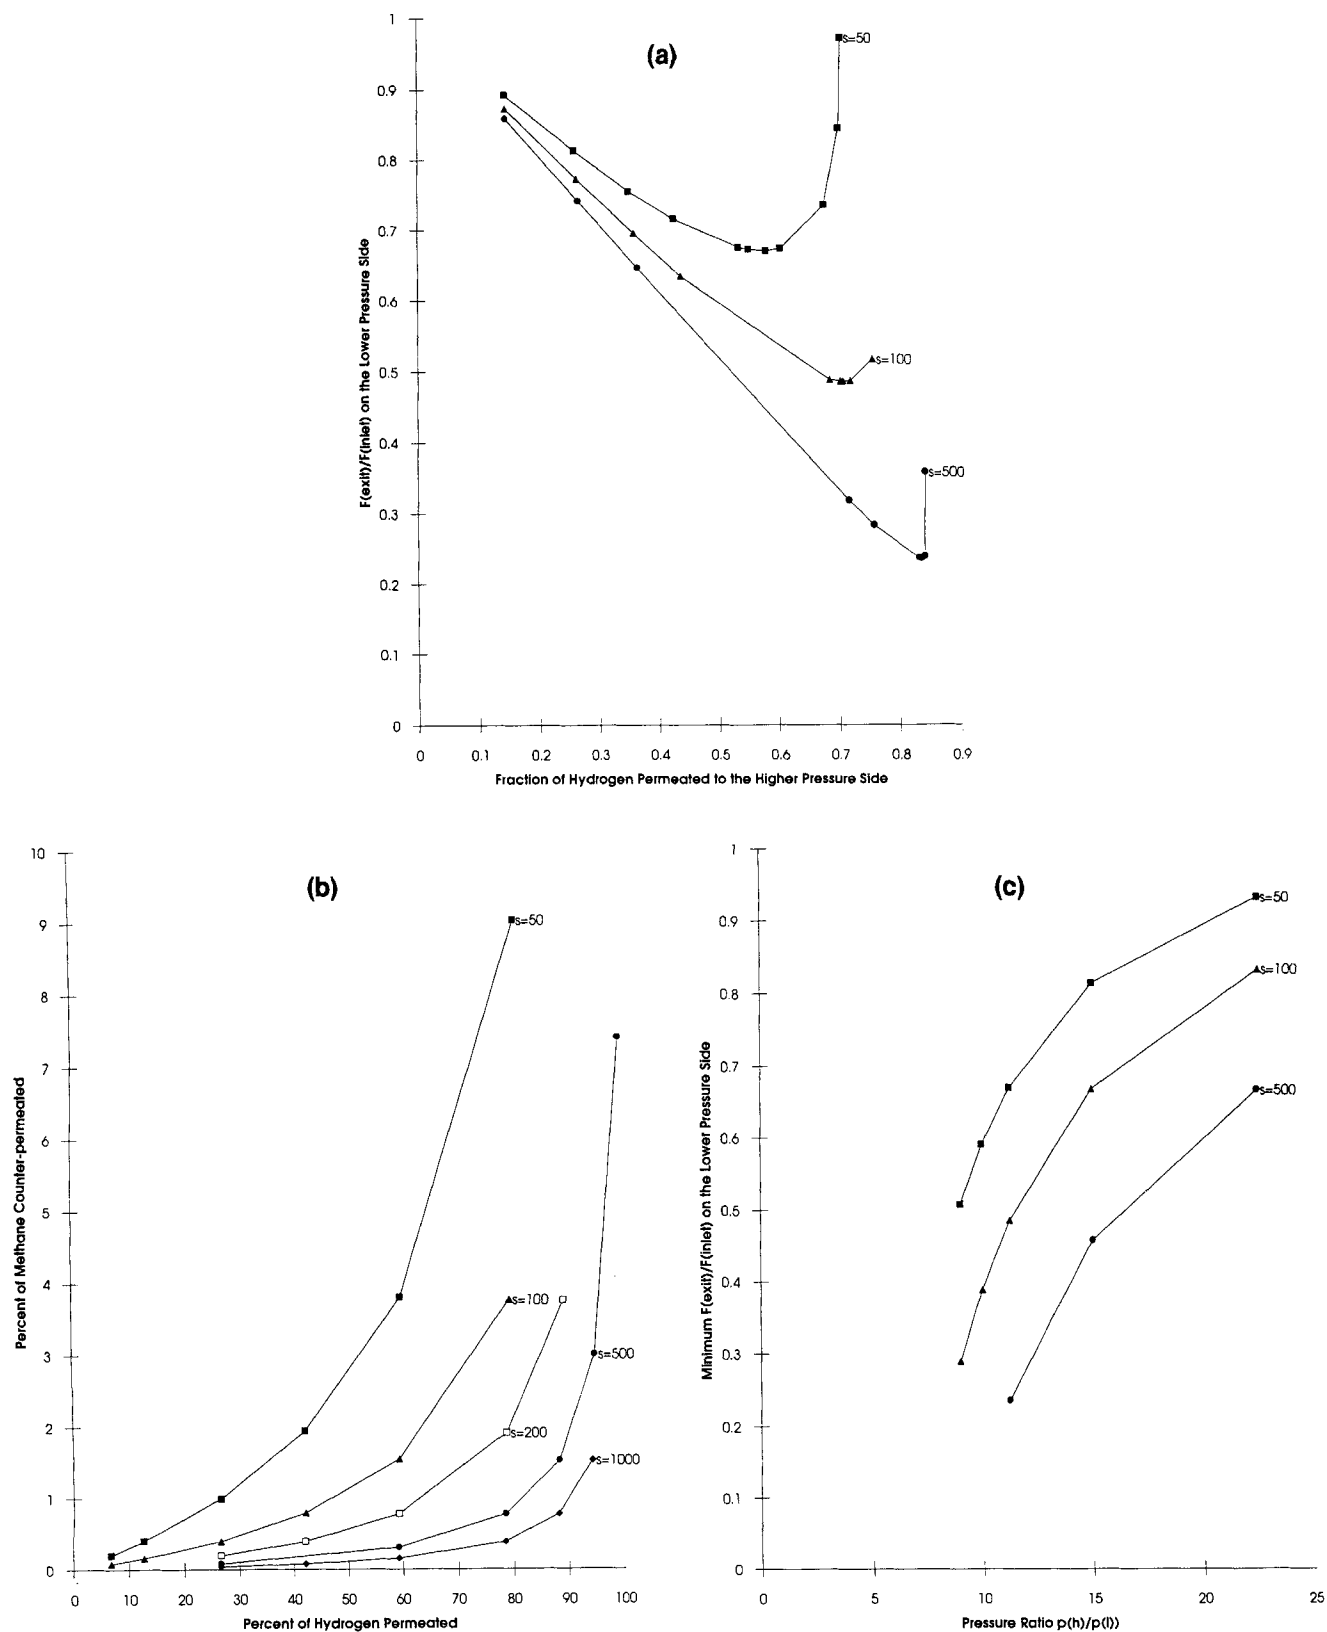 (a)
1
0.9
0.8
0.7
0.6
0.5
0.4
0.3
0.2
0.1
0
F(exit)/F(inlet) on the Lower Pressure Side
s=50
s=100
s=500
0 0.1 0.2 0.3 0.4 0.5 0.6 0.7 0.8 0.9
Fraction of Hydrogen Permeated to the Higher Pressure Side
(b)
10
9
8
7
6
5
4
3
2
1
0
Percent of Methane Counter-permeated
s=50
s=100
s=500
s=200
s=1000
0 10 20 30 40 50 60 70 80 90 100
Percent of Hydrogen Permeated
(c)
1
0.9
0.8
0.7
0.6
0.5
0.4
0.3
0.2
0.1
0
Minimum F(exit)/F(inlet) on the Lower Pressure Side
s=50
s=100
s=500
0 5 10 15 20 25
Pressure Ratio p(h)/p(l))